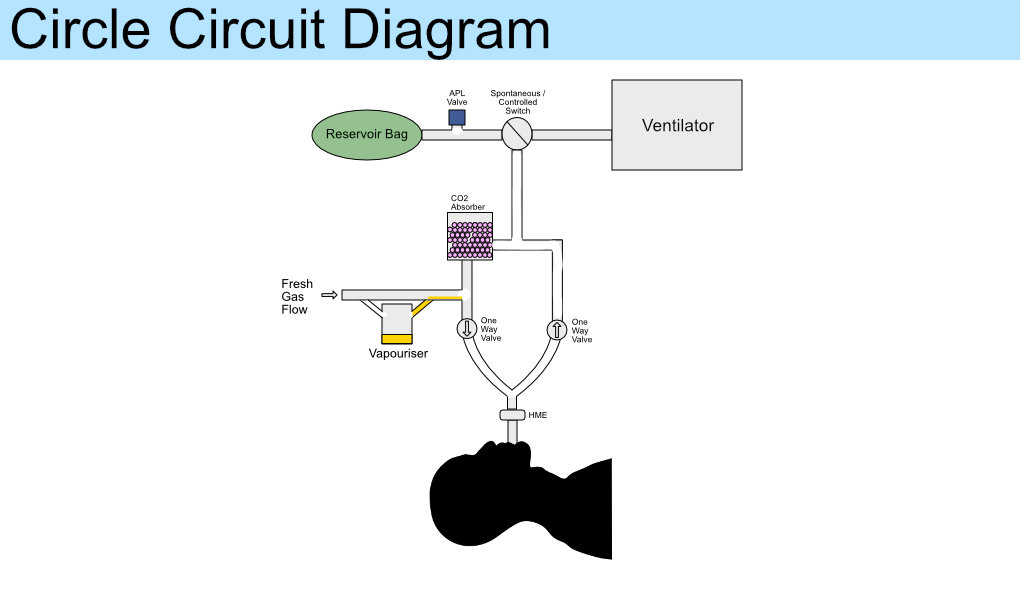 Circle Circuit Diagram
APL
Valve
Spontaneous /
Controlled
Switch
Reservoir Bag
Ventilator
CO2
Absorber
Fresh
Gas
Flow
One
Way
Valve
One
Way
Valve
Vapouriser
HME